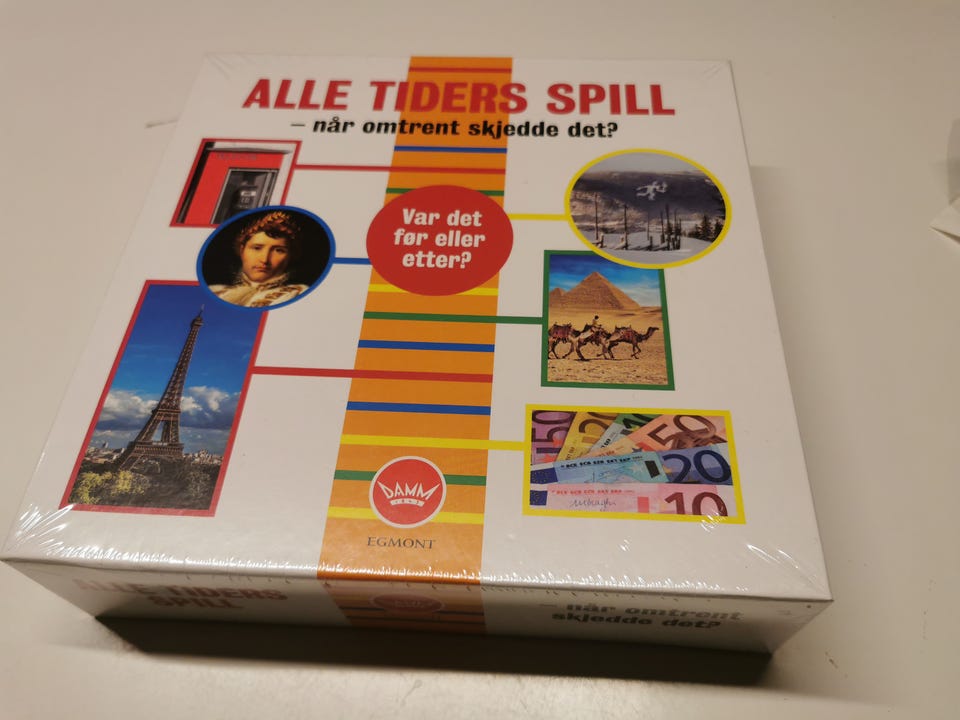 ALLE TIDERS SPILL
– når omtrent skjedde det?
Var det
før eller
etter?
50
20
10
DAMM
EGMONT
ALLE TIDERS
SPILL
– når omtrent
skjedde det?